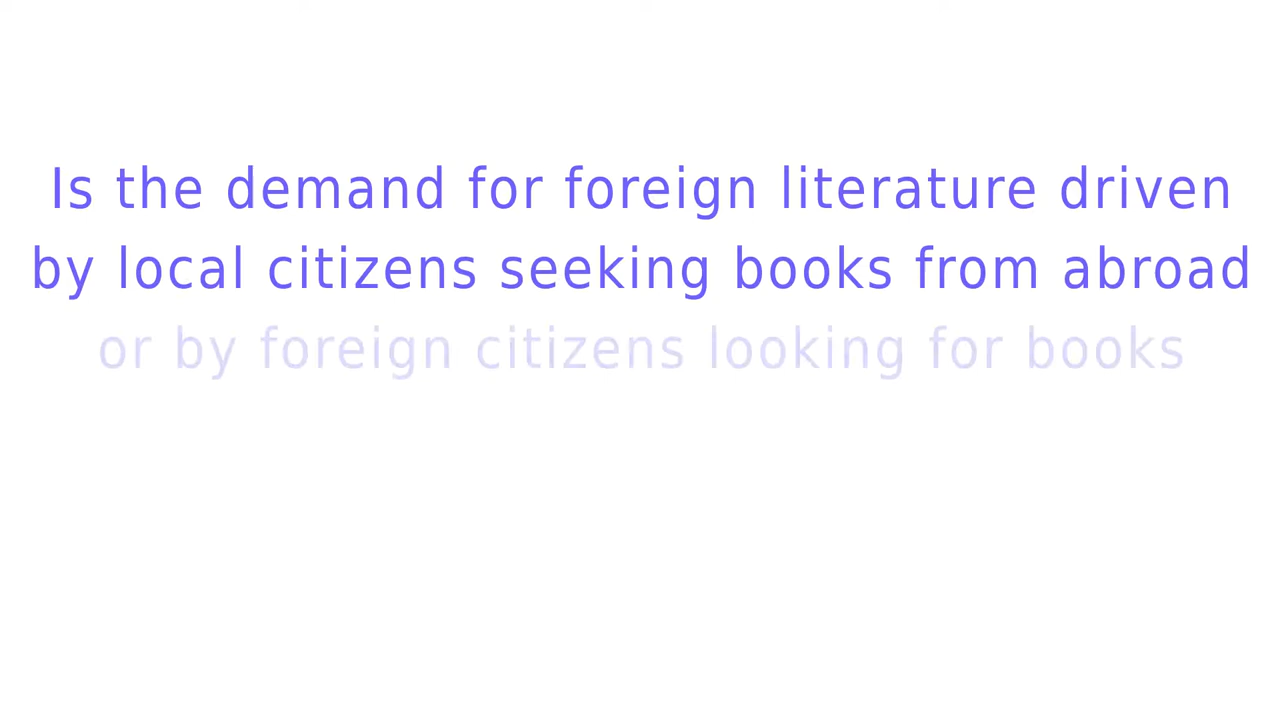 Is the demand for foreign literature driven
by local citizens seeking books from abroad
or by foreign citizens looking for books